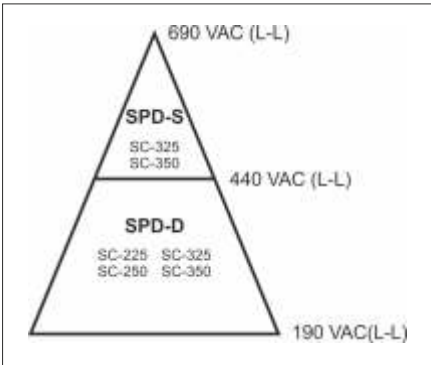 690 VAC (L-L)
SPD-S
SC-325
SC-350
440 VAC (L-L)
SPD-D
SC-225 SC-325
SC-250 SC-350
190 VAC(L-L)